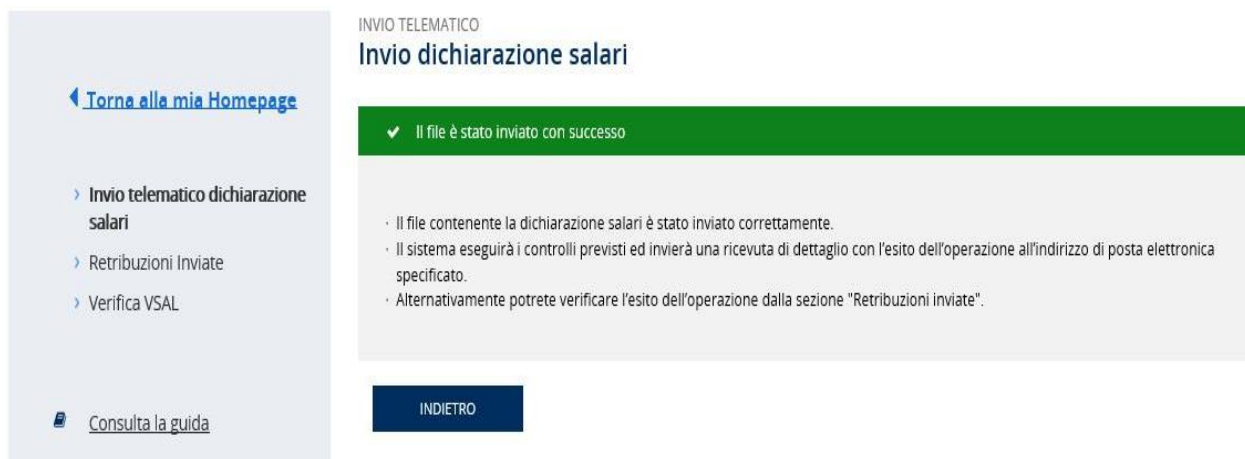 Torna alla mia Homepage
Invio telematico dichiarazione
salari
Retribuzioni Inviate
Verifica VSAL
Consulta la guida
INVIO TELEMATICO
Invio dichiarazione salari
Il file è stato inviato con successo
· Il file contenente la dichiarazione salari è stato inviato correttamente.
· Il sistema eseguirà i controlli previsti ed invierà una ricevuta di dettaglio con l'esito dell'operazione all'indirizzo di posta elettronica
specificato.
· Alternativamente potrete verificare l'esito dell'operazione dalla sezione "Retribuzioni inviate".
INDIETRO